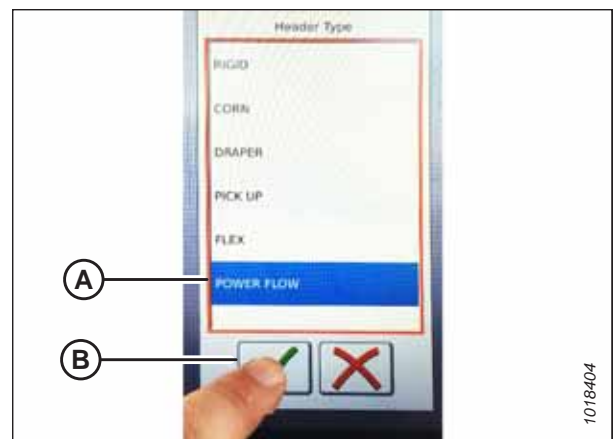 Header Type
RIGID
CORN
DRAPER
PICK UP
FLEX
A
POWER FLOW
B
1018404